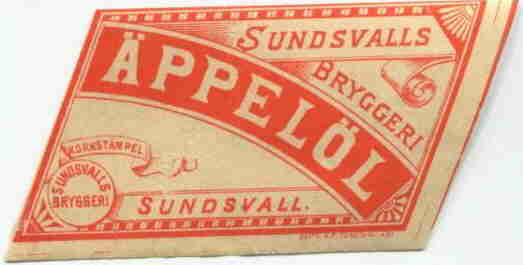 SUNDSVALLS
BRYGGERI
ÄPPELÖL
KORKSTÄMPEL
SUNDSVALLS
BRYGGERI
SUNDSVALL.